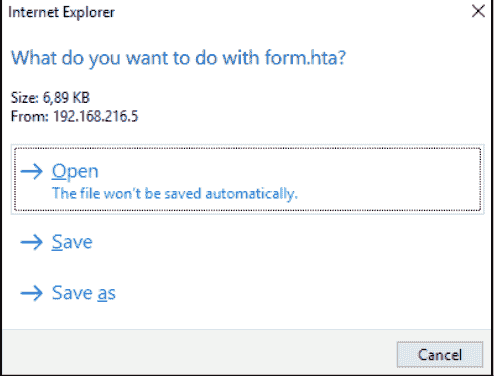 Internet Explorer
What do you want to do with form.hta?
Size: 6,89 KB
From: 192.168.216.5
Open
The file won't be saved automatically.
Save
Save as
Cancel